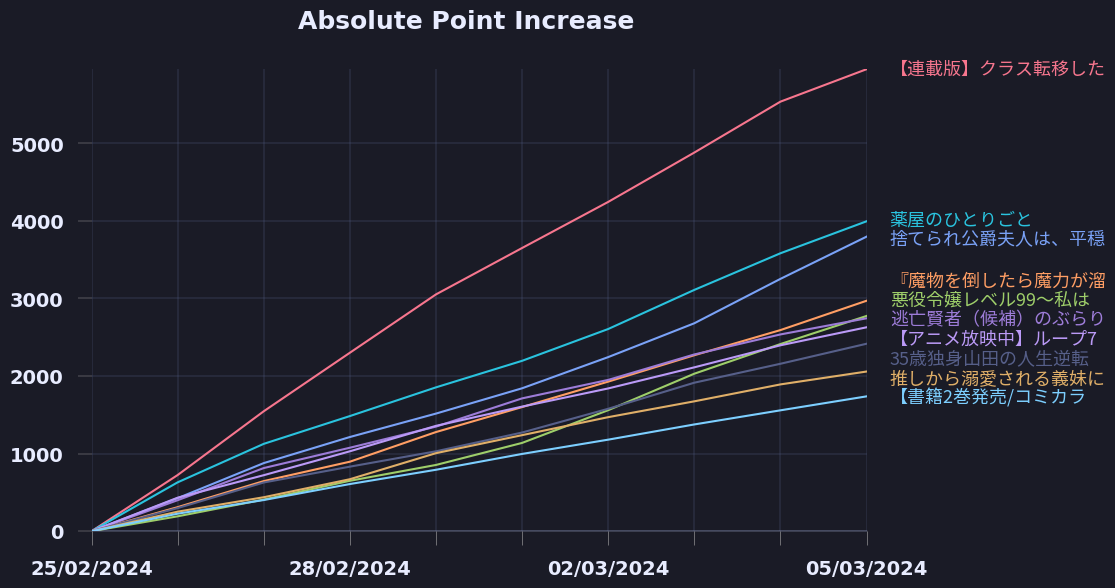 Absolute Point Increase
【連載版】クラス転移した
5000
4000
薬屋のひとりごと
捨てられ公爵夫人は、平穏
3000
『魔物を倒したら魔力が溜
悪役令嬢レベル99～私は
逃亡賢者（候補）のぶらり
【アニメ放映中】ループ7
2000
35歳独身山田の人生逆転
推しから溺愛される義妹に
【書籍2巻発売/コミカラ
1000
0
25/02/2024 28/02/2024 02/03/2024 05/03/2024